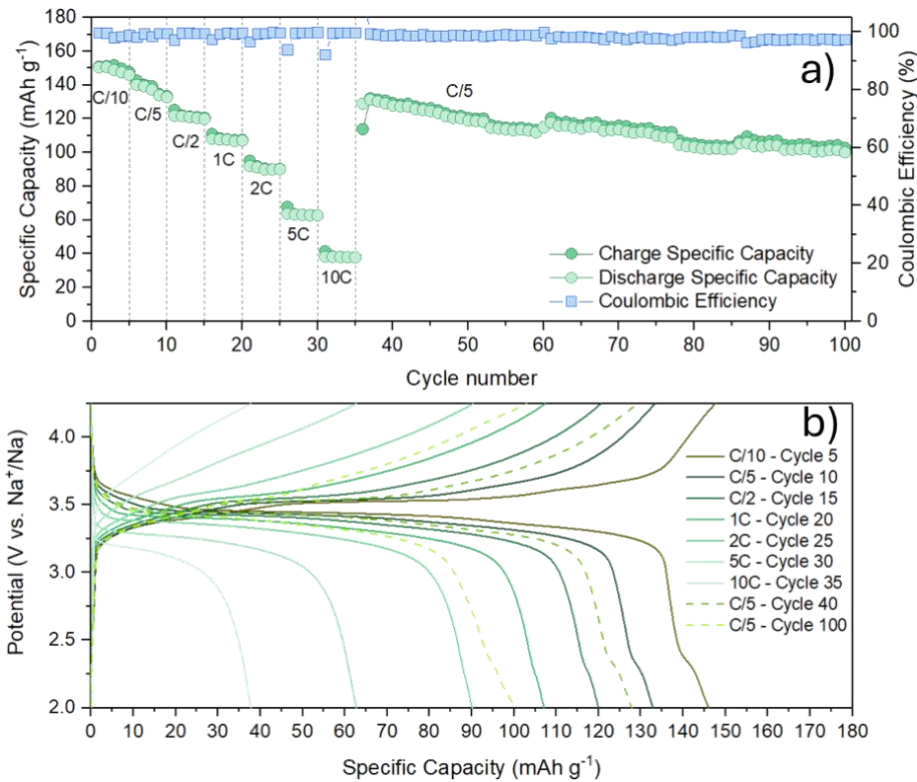 a)
Specific Capacity (mAh g⁻¹)
180
160
140
120
100
80
60
40
20
0
C/10
C/5
C/2
1C
2C
5C
10C
C/5
Charge Specific Capacity
Discharge Specific Capacity
Coulombic Efficiency
100
80
60
40
20
0
Coulombic Efficiency (%)
0 10 20 30 40 50 60 70 80 90 100
Cycle number
b)
Potential (V vs. Na⁺/Na)
4.0
3.5
3.0
2.5
2.0
C/10 - Cycle 5
C/5 - Cycle 10
C/2 - Cycle 15
1C - Cycle 20
2C - Cycle 25
5C - Cycle 30
10C - Cycle 35
C/5 - Cycle 40
C/5 - Cycle 100
0 10 20 30 40 50 60 70 80 90 100 110 120 130 140 150 160 170 180
Specific Capacity (mAh g⁻¹)